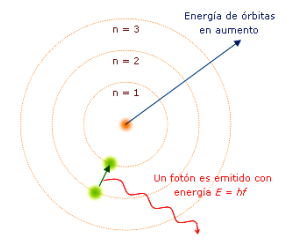 Energía de órbitas
en aumento
n = 3
n = 2
n = 1
Un fotón es emitido con
energía E = hf